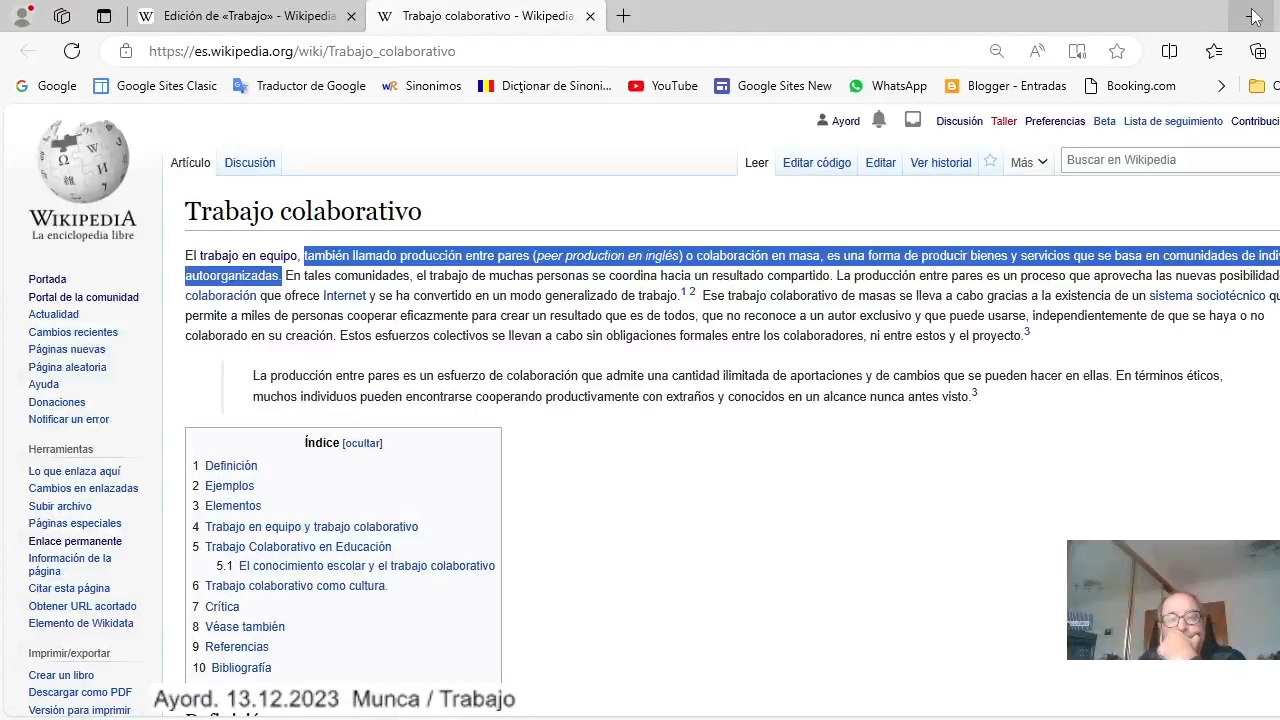 Edición de «Trabajo» - Wikipedia
Trabajo colaborativo - Wikipedia,
https://es.wikipedia.org/wiki/Trabajo_colaborativo
Google
Google Sites Clasic
Traductor de Google
Sinonimos
Dicționar de Sinoni...
YouTube
Google Sites New
WhatsApp
Blogger - Entradas
Booking.com
Ayord
Discusión
Taller
Preferencias
Beta
Lista de seguimiento
Contribuci
Artículo
Discusión
Leer
Editar código
Editar
Ver historial
Más
Buscar en Wikipedia
WIKIPEDIA
La enciclopedia libre
Trabajo colaborativo
El trabajo en equipo, también llamado producción entre pares (peer production en inglés) o colaboración en masa, es una forma de producir bienes y servicios que se basa en comunidades de indi
autoorganizadas. En tales comunidades, el trabajo de muchas personas se coordina hacia un resultado compartido. La producción entre pares es un proceso que aprovecha las nuevas posibilidad
colaboración que ofrece Internet y se ha convertido en un modo generalizado de trabajo.1 2 Ese trabajo colaborativo de masas se lleva a cabo gracias a la existencia de un sistema sociotécnico qu
permite a miles de personas cooperar eficazmente para crear un resultado que es de todos, que no reconoce a un autor exclusivo y que puede usarse, independientemente de que se haya o no
colaborado en su creación. Estos esfuerzos colectivos se llevan a cabo sin obligaciones formales entre los colaboradores, ni entre estos y el proyecto.3
La producción entre pares es un esfuerzo de colaboración que admite una cantidad ilimitada de aportaciones y de cambios que se pueden hacer en ellas. En términos éticos,
muchos individuos pueden encontrarse cooperando productivamente con extraños y conocidos en un alcance nunca antes visto.3
Índice [ocultar]
1 Definición
2 Ejemplos
3 Elementos
4 Trabajo en equipo y trabajo colaborativo
5 Trabajo Colaborativo en Educación
5.1 El conocimiento escolar y el trabajo colaborativo
6 Trabajo colaborativo como cultura.
7 Crítica
8 Véase también
9 Referencias
10 Bibliografía
Portada
Portal de la comunidad
Actualidad
Cambios recientes
Páginas nuevas
Página aleatoria
Ayuda
Donaciones
Notificar un error
Herramientas
Lo que enlaza aquí
Cambios en enlazadas
Subir archivo
Páginas especiales
Enlace permanente
Información de la
página
Citar esta página
Obtener URL acortado
Elemento de Wikidata
Imprimir/exportar
Crear un libro
Descargar como PDF
Versión para imprimir
Ayord. 13.12.2023 Munca / Trabajo